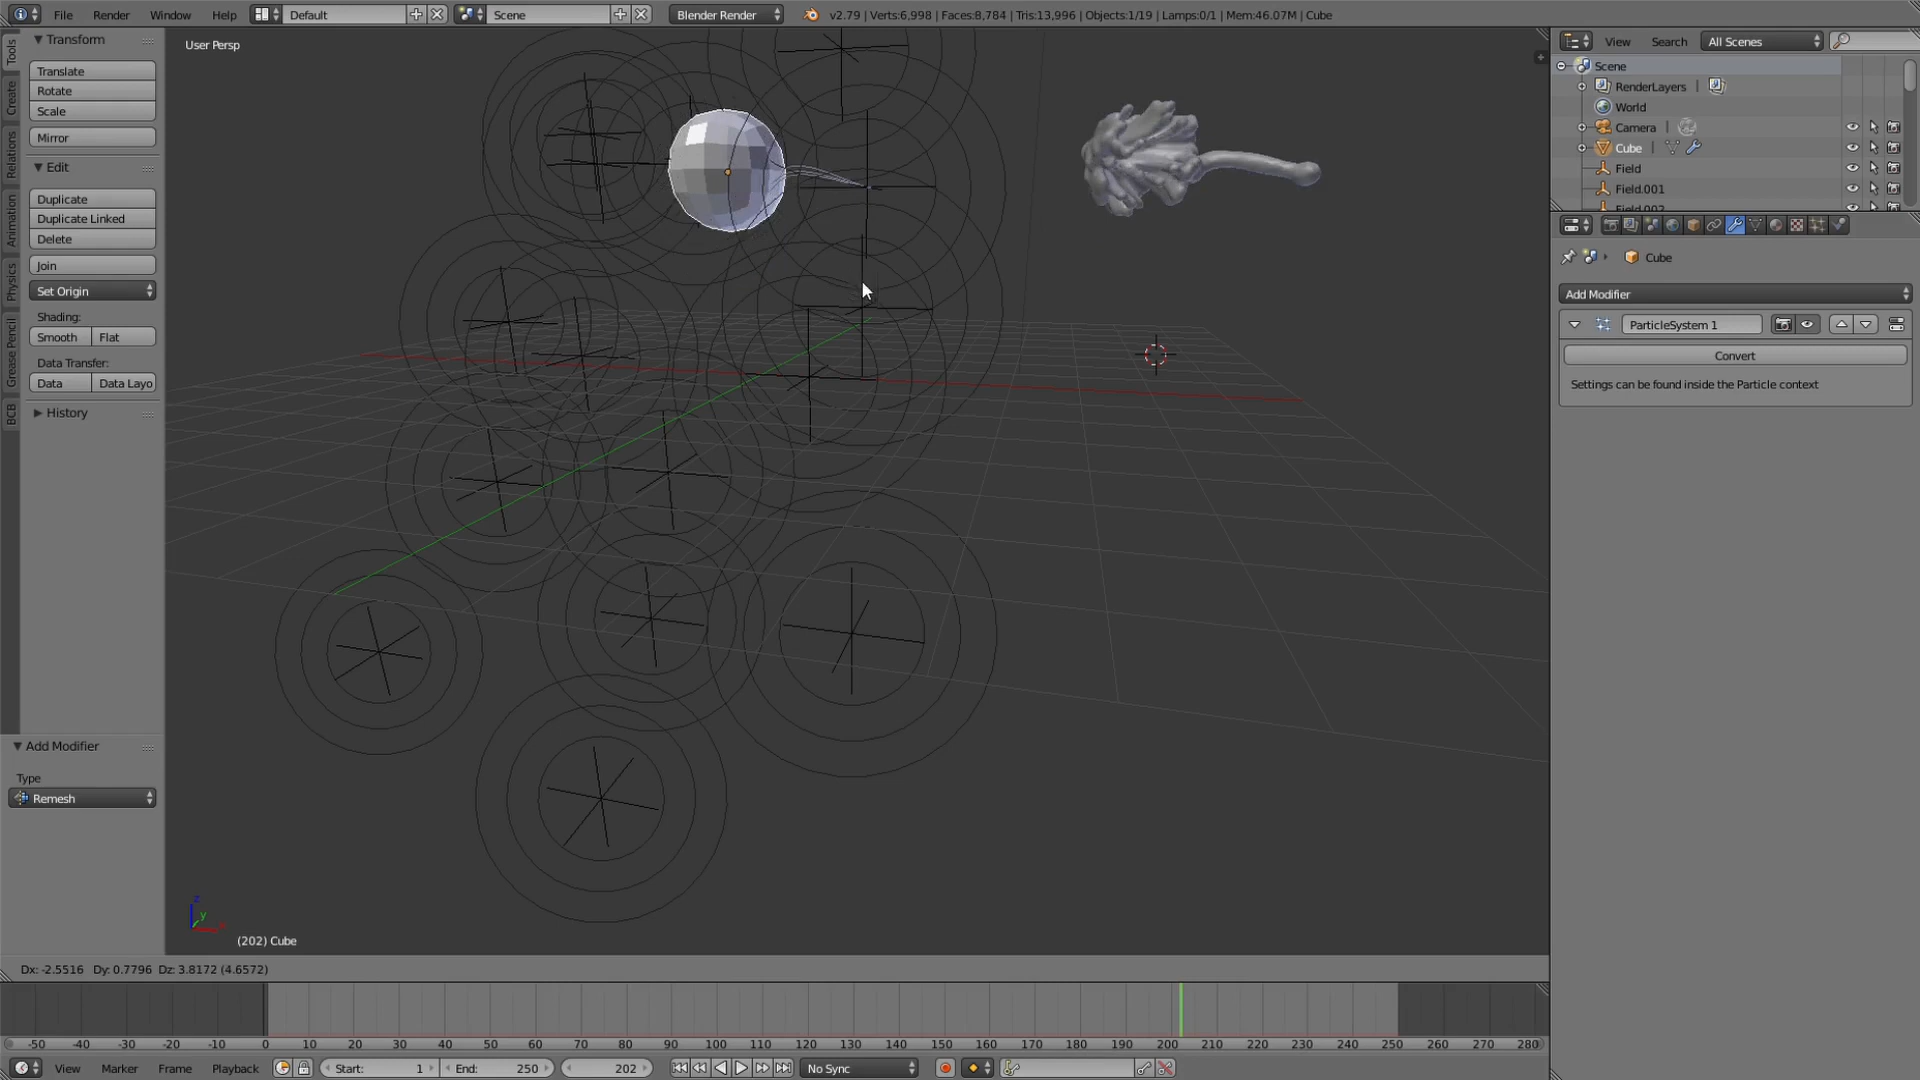 File Render Window Help Default Scene Blender Render v2.79 | Verts:6,998 | Faces:8,784 | Tris:13,996 | Objects:1/19 | Lamps:0/1 | Mem:46.07M | Cube
Tools
Create
Relations
Animation
Physics
Grease Pencil
BCB
Transform
Translate
Rotate
Scale
Mirror
Edit
Duplicate
Duplicate Linked
Delete
Join
Set Origin
Shading:
Smooth Flat
Data Transfer:
Data Data Layo
History
Add Modifier
Type
Remesh
User Persp
z
y
(202) Cube
Dx: -2.5516 Dy: 0.7796 Dz: 3.8172 (4.6572)
View Search All Scenes
Scene
RenderLayers |
World
Camera |
Cube |
Field
Field.001
Field.002
Cube
Add Modifier
ParticleSystem 1
Convert
Settings can be found inside the Particle context
-50 -40 -30 -20 -10 0 10 20 30 40 50 60 70 80 90 100 110 120 130 140 150 160 170 180 190 200 210 220 230 240 250 260 270 280
View Marker Frame Playback Start: 1 End: 250 202 No Sync